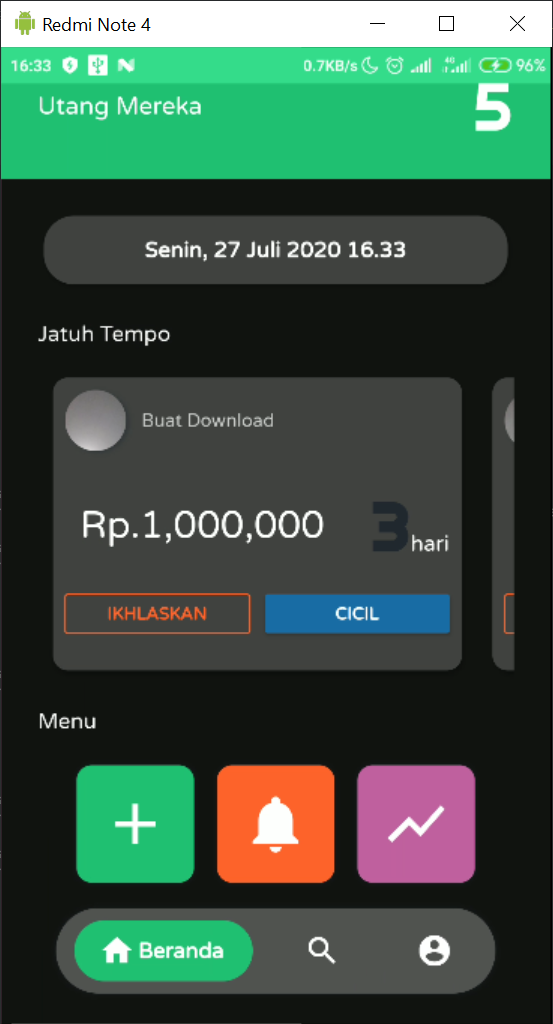 Redmi Note 4
16:33 0.7KB/s 4G 96%
Utang Mereka 5
Senin, 27 Juli 2020 16.33
Jatuh Tempo
Buat Download
Rp.1,000,000 3 hari
IKHLASKAN CICIL
Menu
Beranda